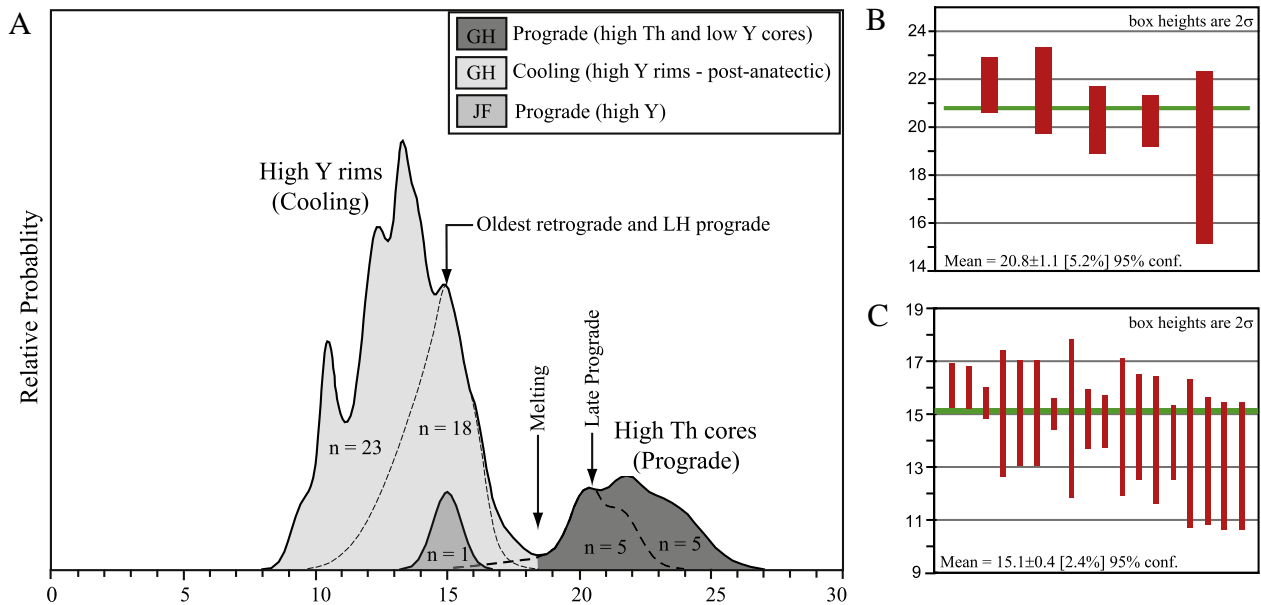 A
GH Prograde (high Th and low Y cores)
GH Cooling (high Y rims - post-anatectic)
JF Prograde (high Y)
High Y rims
(Cooling)
Oldest retrograde and LH prograde
Relative Probablity
Melting
Late Prograde
High Th cores
(Prograde)
n = 23
n = 18
n = 1
n = 5
n = 5
0 5 10 15 20 25 30
B
box heights are 2σ
24
22
20
18
16
14
Mean = 20.8±1.1 [5.2%] 95% conf.
C
box heights are 2σ
19
17
15
13
11
9
Mean = 15.1±0.4 [2.4%] 95% conf.